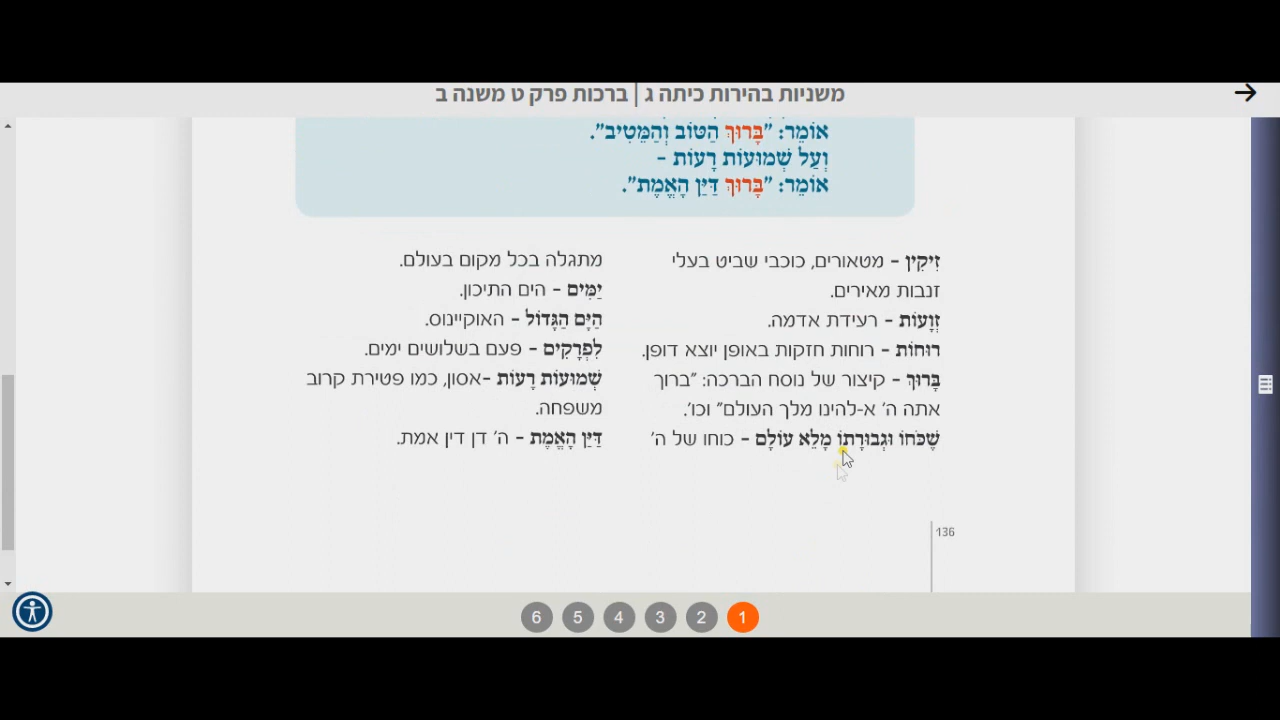 משניות בהירות כיתה ג | ברכות פרק ט משנה ב
אוֹמֵר: "בָּרוּךְ הַטּוֹב וְהַמֵּטִיב".
וְעַל שְׁמוּעוֹת רָעוֹת -
אוֹמֵר: "בָּרוּךְ דַּיַּן הָאֱמֶת".
זִיקִין - מטאורים, כוכבי שביט בעלי
זנבות מאירים.
זְוָעוֹת - רעידת אדמה.
רוּחוֹת - רוחות חזקות באופן יוצא דופן.
בָּרוּךְ - קיצור של נוסח הברכה: "ברוך
אתה ה' א-להינו מלך העולם" וכו'.
שֶׁכֹּחוֹ וּגְבוּרָתוֹ מָלֵא עוֹלָם - כוחו של ה'
מתגלה בכל מקום בעולם.
יַמִּים - הים התיכון.
הַיָּם הַגָּדוֹל - האוקיינוס.
לִפְרָקִים - פעם בשלושים ימים.
שְׁמוּעוֹת רָעוֹת -אסון, כמו פטירת קרוב
משפחה.
דַּיַּן הָאֱמֶת - ה' דן דין אמת.
136
1 2 3 4 5 6